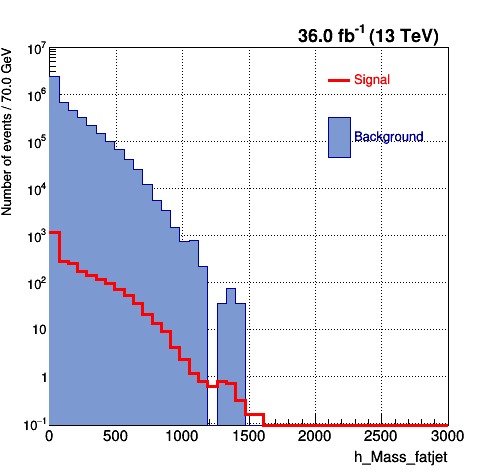 36.0 fb⁻¹ (13 TeV)
Number of events / 70.0 GeV
10⁷
10⁶
10⁵
10⁴
10³
10²
10
1
10⁻¹
Signal
Background
0 500 1000 1500 2000 2500 3000
h_Mass_fatjet